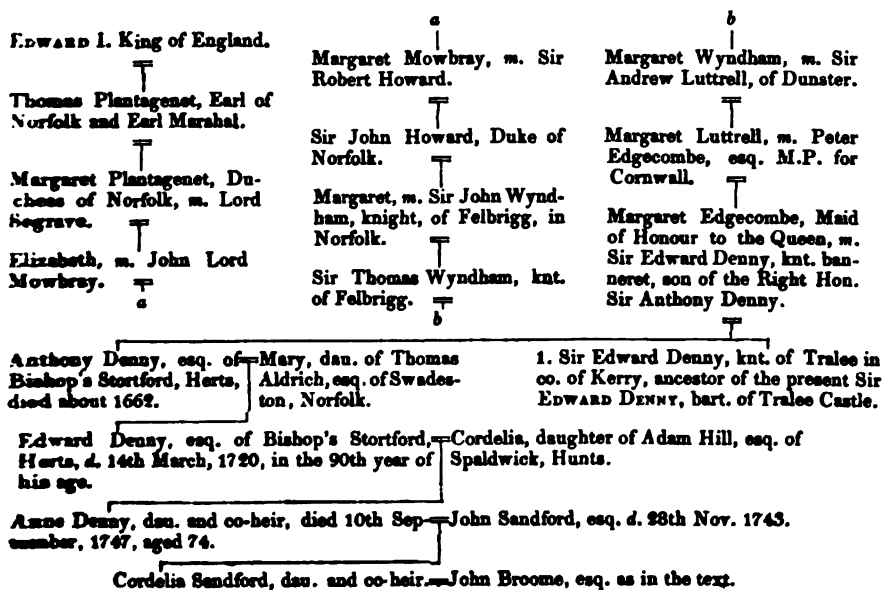 EDWARD I. King of England.
Thomas Plantagenet, Earl of
Norfolk and Earl Marshal.
Margaret Plantagenet, Du-
chess of Norfolk, m. Lord
Segrave.
Elizabeth, m. John Lord
Mowbray.
a
a
Margaret Mowbray, m. Sir
Robert Howard.
Sir John Howard, Duke of
Norfolk.
Margaret, m. Sir John Wynd-
ham, knight, of Felbrigg, in
Norfolk.
Sir Thomas Wyndham, knt.
of Felbrigg.
b
b
Margaret Wyndham, m. Sir
Andrew Luttrell, of Dunster.
Margaret Luttrell, m. Peter
Edgecombe, esq. M.P. for
Cornwall.
Margaret Edgecombe, Maid
of Honour to the Queen, m.
Sir Edward Denny, knt. ban-
neret, son of the Right Hon.
Sir Anthony Denny.
Anthony Denny, esq. of
Bishop's Stortford, Herts,
died about 1662.
Mary, dau. of Thomas
Aldrich, esq. of Swades-
ton, Norfolk.
1. Sir Edward Denny, knt. of Tralee in
co. of Kerry, ancestor of the present Sir
EDWARD DENNY, bart. of Tralee Castle.
Edward Denny, esq. of Bishop's Stortford,
Herts, d. 14th March, 1720, in the 90th year of
his age.
Cordelia, daughter of Adam Hill, esq. of
Spaldwick, Hunts.
Anne Denny, dau. and co-heir, died 10th Sep-
tember, 1747, aged 74.
John Sandford, esq. d. 28th Nov. 1743.
Cordelia Sandford, dau. and co-heir.
John Broome, esq. as in the text.